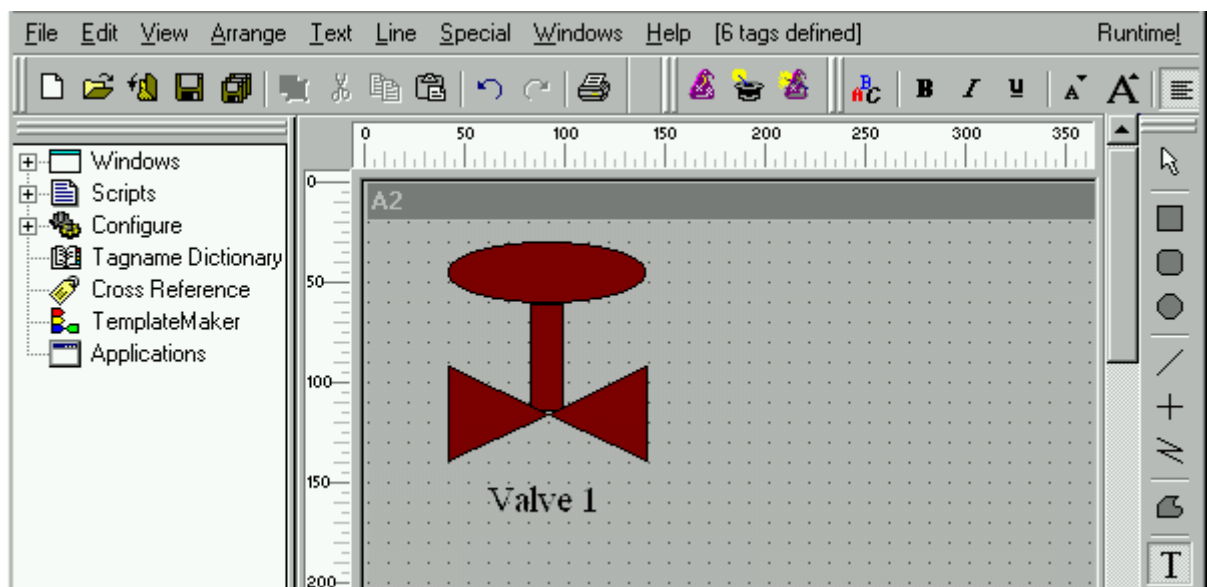 File Edit View Arrange Text Line Special Windows Help [6 tags defined] Runtime!
A B C B I U A A
0 50 100 150 200 250 300 350
Windows
Scripts
Configure
Tagname Dictionary
Cross Reference
TemplateMaker
Applications
0
A2
50
100
150
Valve 1
200
T